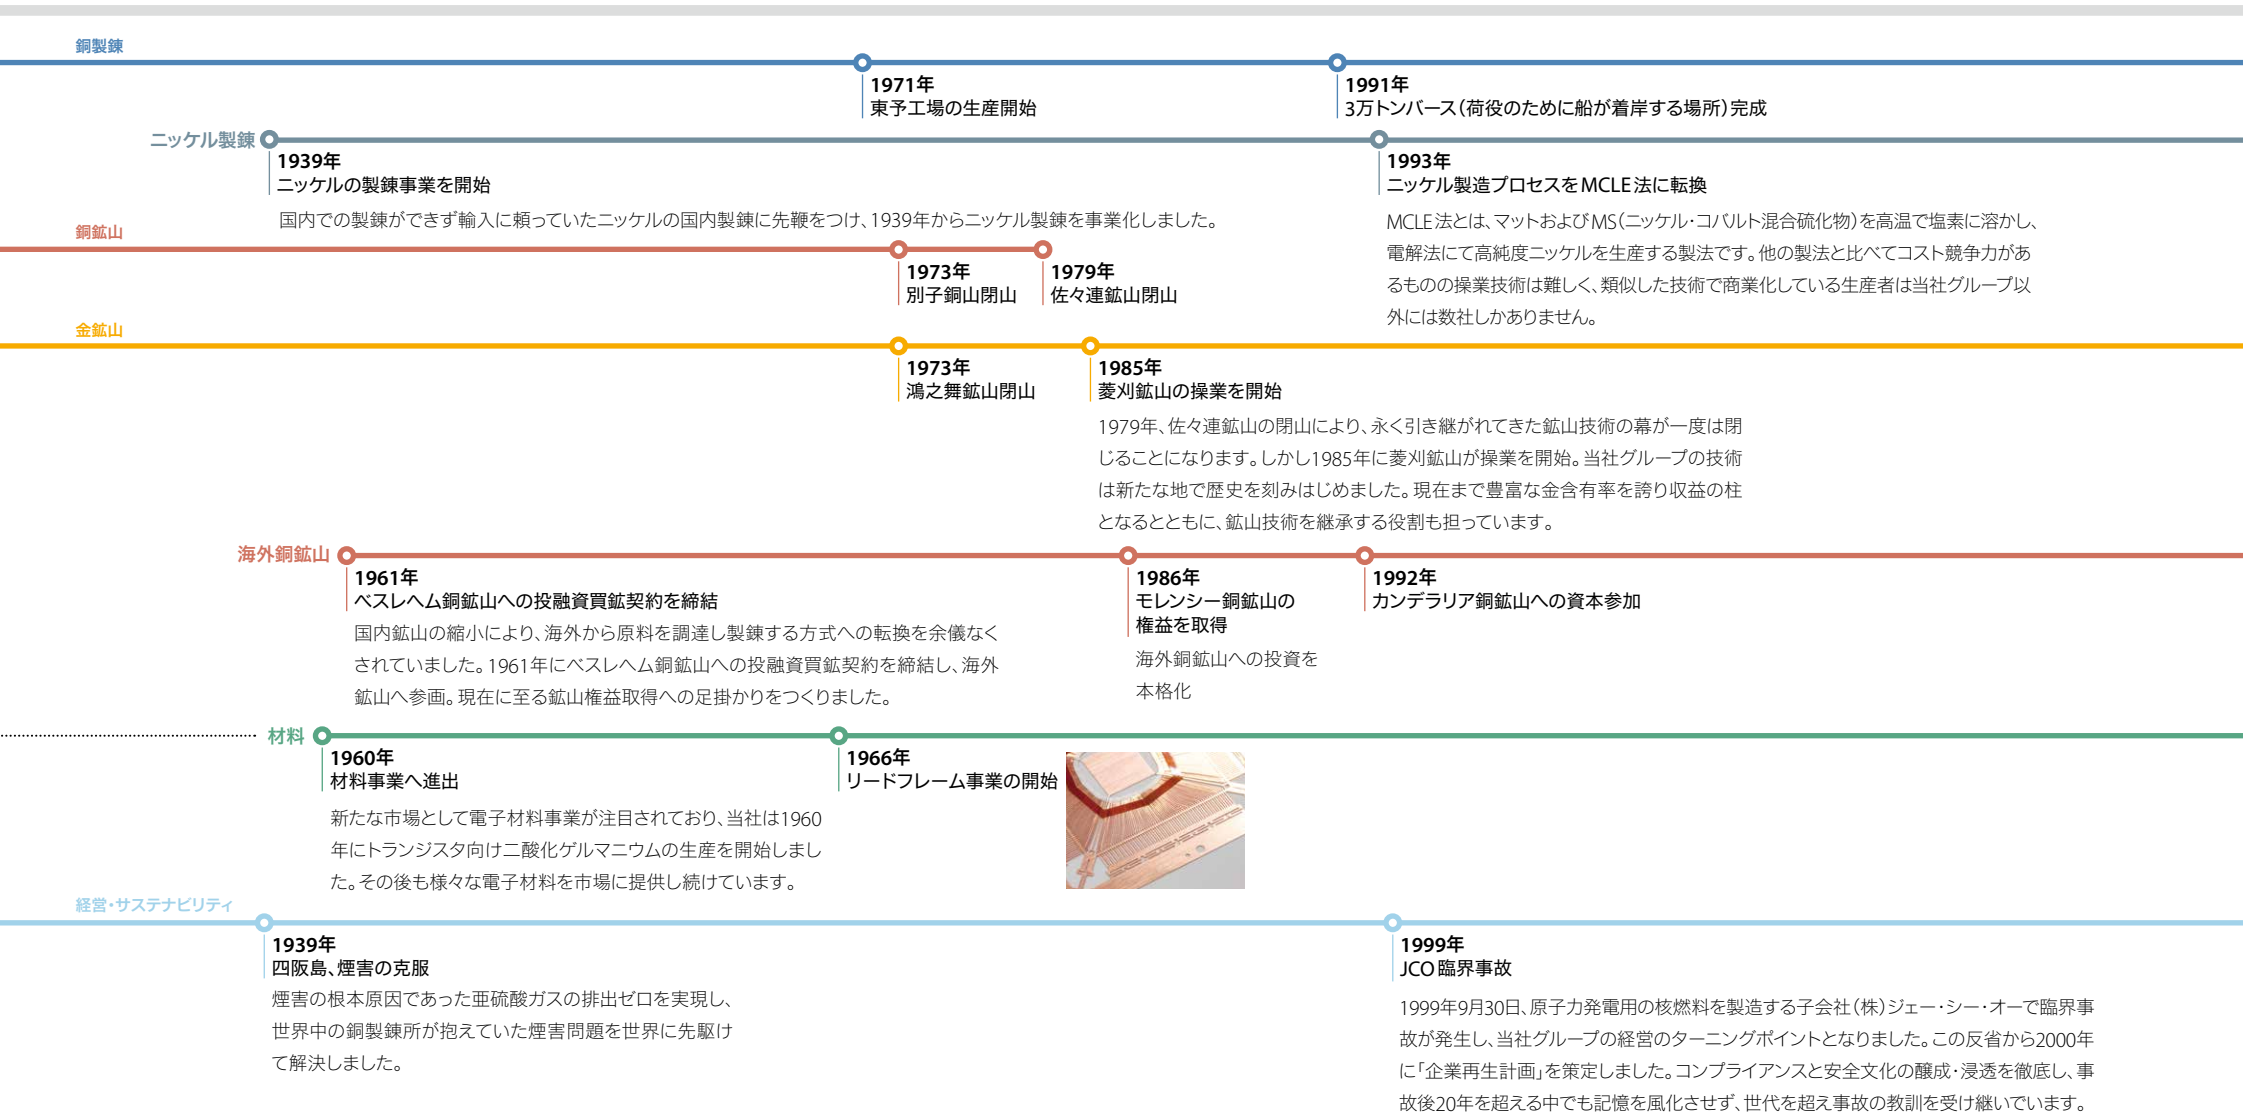 銅製錬
1971年
東予工場の生産開始
1991年
3万トンバース（荷役のために船が着岸する場所）完成
ニッケル製錬
1939年
ニッケルの製錬事業を開始
国内での製錬ができず輸入に頼っていたニッケルの国内製錬に先鞭をつけ、1939年からニッケル製錬を事業化しました。
1993年
ニッケル製造プロセスをMCLE法に転換
MCLE法とは、マットおよびMS（ニッケル・コバルト混合硫化物）を高温で塩素に溶かし、
電解法にて高純度ニッケルを生産する製法です。他の製法と比べてコスト競争力があ
るものの操業技術は難しく、類似した技術で商業化している生産者は当社グループ以
外には数社しかありません。
銅鉱山
1973年
別子銅山閉山
1979年
佐々連鉱山閉山
金鉱山
1973年
鴻之舞鉱山閉山
1985年
菱刈鉱山の操業を開始
1979年、佐々連鉱山の閉山により、永く引き継がれてきた鉱山技術の幕が一度は閉
じることになります。しかし1985年に菱刈鉱山が操業を開始。当社グループの技術
は新たな地で歴史を刻みはじめました。現在まで豊富な金含有率を誇り収益の柱
となるとともに、鉱山技術を継承する役割も担っています。
海外銅鉱山
1961年
ベスレヘム銅鉱山への投融資買鉱契約を締結
国内鉱山の縮小により、海外から原料を調達し製錬する方式への転換を余儀なく
されていました。1961年にベスレヘム銅鉱山への投融資買鉱契約を締結し、海外
鉱山へ参画。現在に至る鉱山権益取得への足掛かりをつくりました。
1986年
モレンシー銅鉱山の
権益を取得
海外銅鉱山への投資を
本格化
1992年
カンデラリア銅鉱山への資本参加
材料
1960年
材料事業へ進出
新たな市場として電子材料事業が注目されており、当社は1960
年にトランジスタ向け二酸化ゲルマニウムの生産を開始しまし
た。その後も様々な電子材料を市場に提供し続けています。
1966年
リードフレーム事業の開始
経営・サステナビリティ
1939年
四阪島、煙害の克服
煙害の根本原因であった亜硫酸ガスの排出ゼロを実現し、
世界中の銅製錬所が抱えていた煙害問題を世界に先駆け
て解決しました。
1999年
JCO臨界事故
1999年9月30日、原子力発電用の核燃料を製造する子会社（株）ジェー・シー・オーで臨界事
故が発生し、当社グループの経営のターニングポイントとなりました。この反省から2000年
に「企業再生計画」を策定しました。コンプライアンスと安全文化の醸成・浸透を徹底し、事
故後20年を超える中でも記憶を風化させず、世代を超え事故の教訓を受け継いでいます。